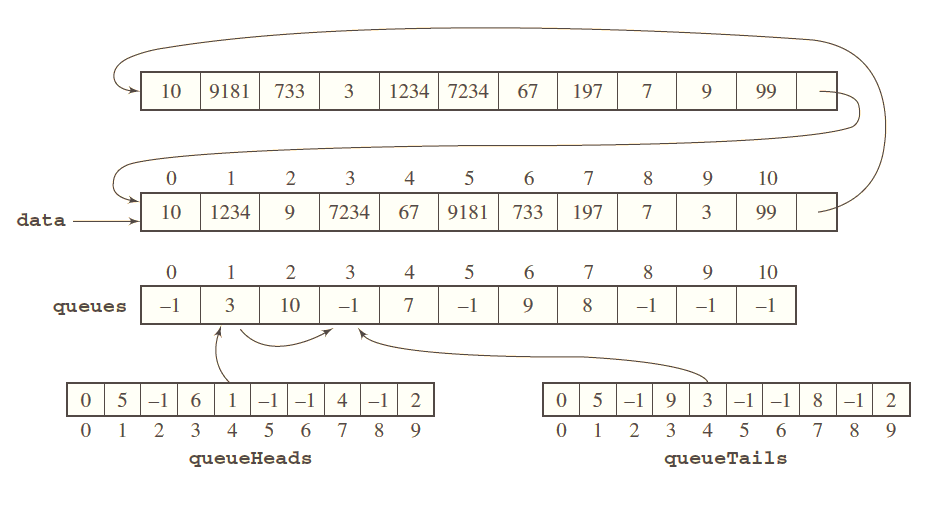 10 9181 733 3 1234 7234 67 197 7 9 99
0 1 2 3 4 5 6 7 8 9 10
data 10 1234 9 7234 67 9181 733 197 7 3 99
0 1 2 3 4 5 6 7 8 9 10
queues –1 3 10 –1 7 –1 9 8 –1 –1 –1
0 5 –1 6 1 –1 –1 4 –1 2
0 1 2 3 4 5 6 7 8 9
queueHeads
0 5 –1 9 3 –1 –1 8 –1 2
0 1 2 3 4 5 6 7 8 9
queueTails